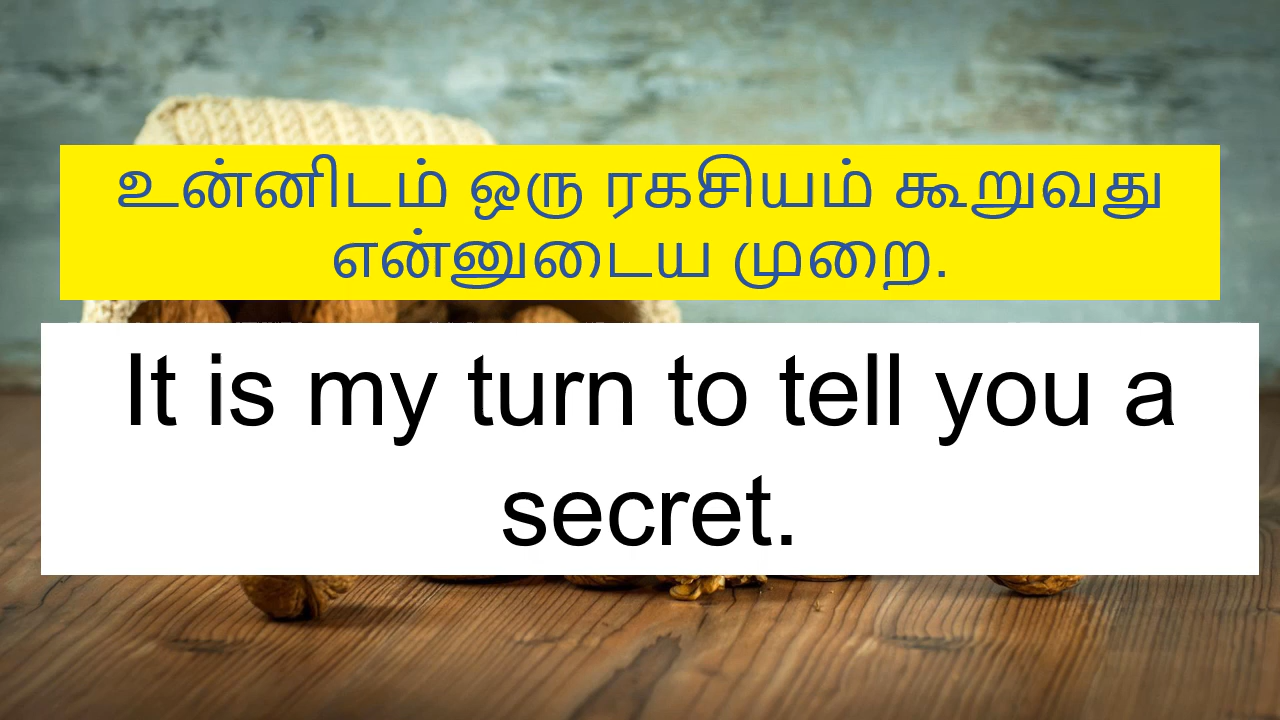 உன்னிடம் ஒரு ரகசியம் கூறுவது
என்னுடைய முறை.
It is my turn to tell you a
secret.